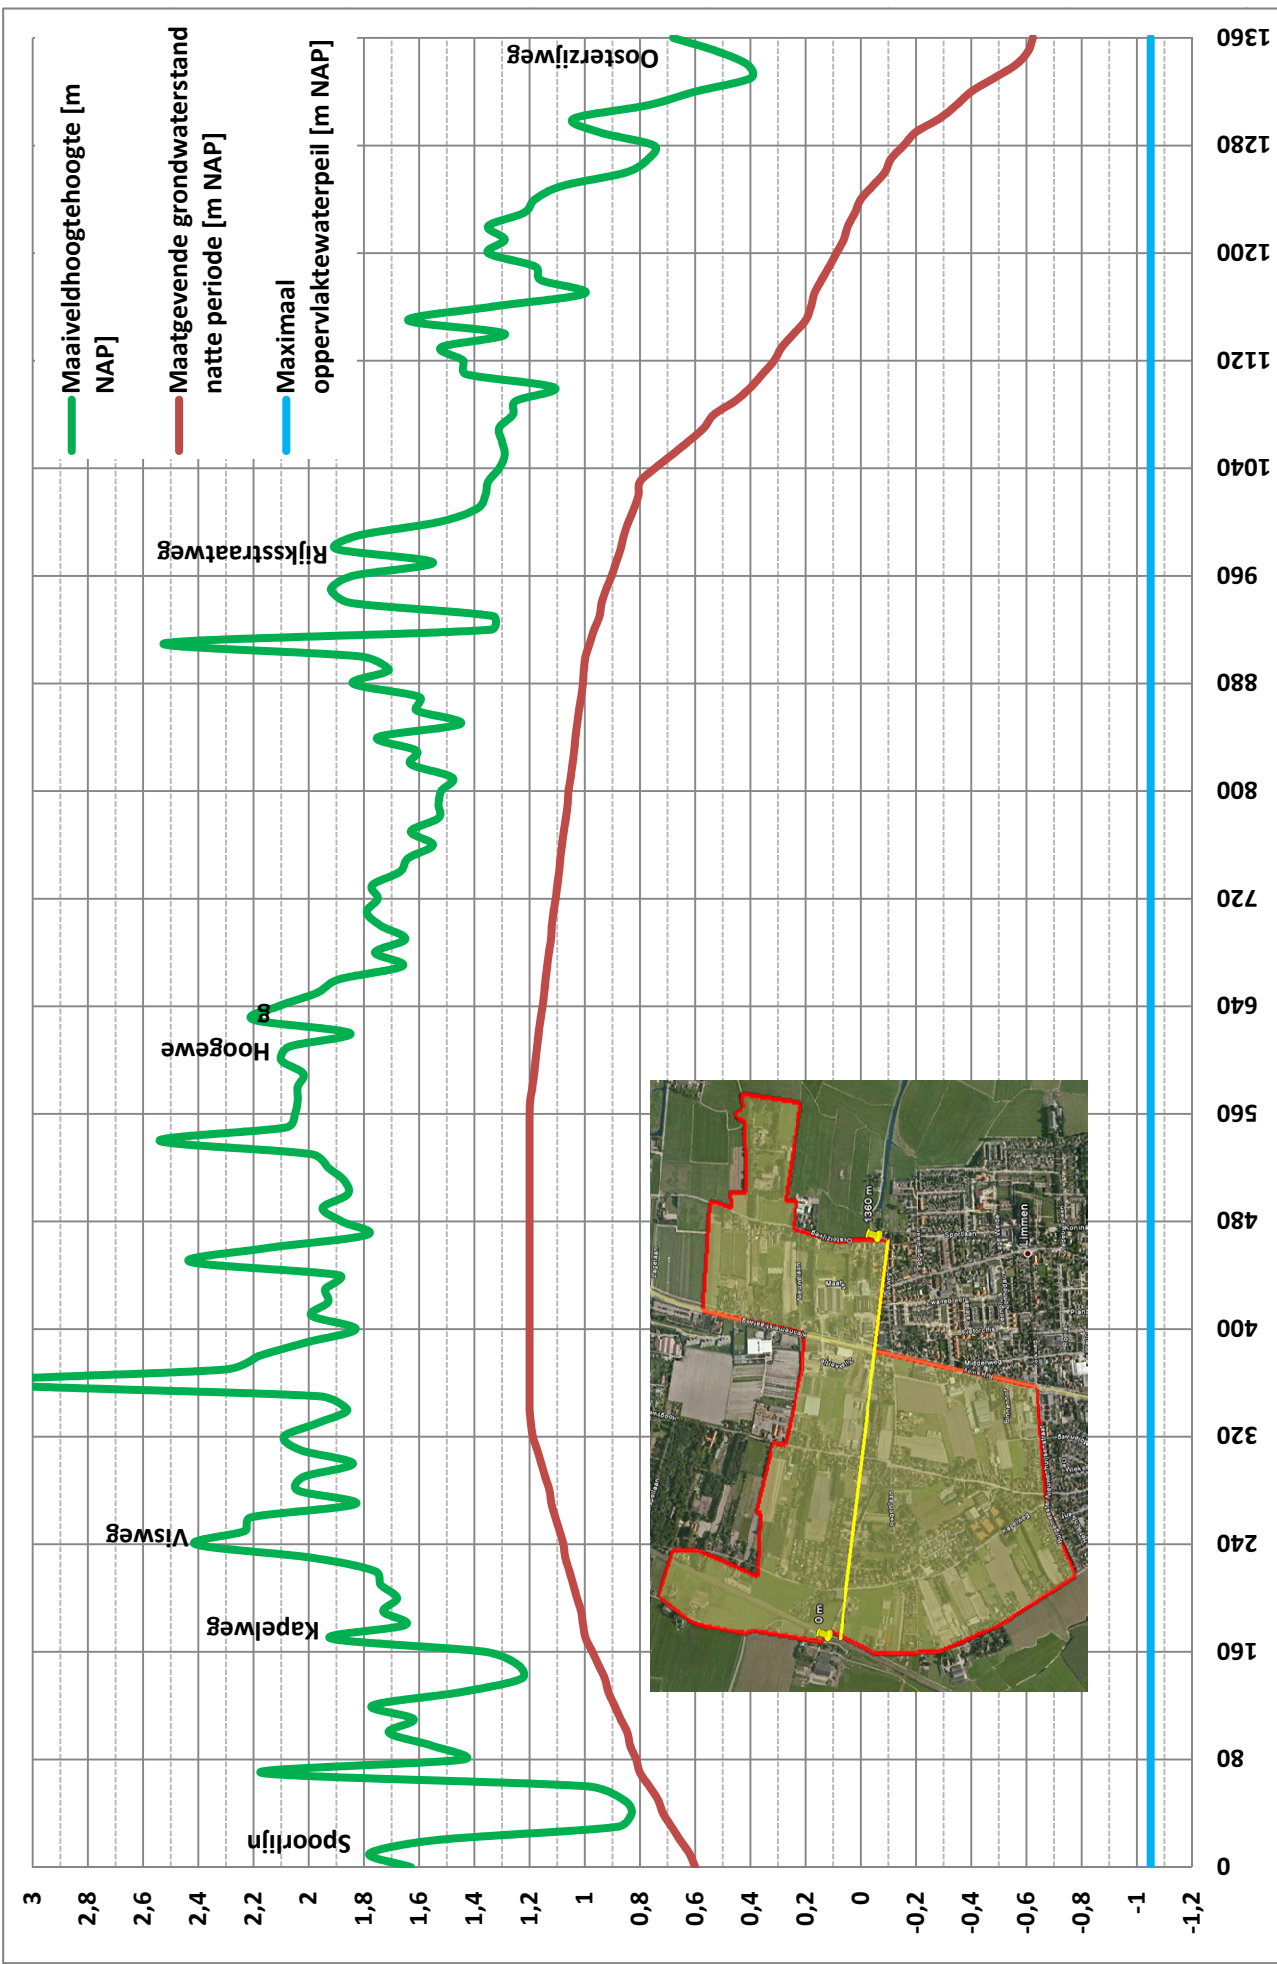 Maaiveldhoogtehoogte [m
NAP]
Maatgevende grondwaterstand
natte periode [m NAP]
Maximaal
oppervlaktewaterpeil [m NAP]
Spoorlijn
Kapelweg
Visweg
Hoogewe
g
Rijksstraatweg
Oosterzijweg
3
2,8
2,6
2,4
2,2
2
1,8
1,6
1,4
1,2
1
0,8
0,6
0,4
0,2
0
-0,2
-0,4
-0,6
-0,8
-1
-1,2
0
80
160
240
320
400
480
560
640
720
800
880
960
1040
1120
1200
1280
1360
0 m
1360 m
Limmen
Oosterzijweg
Sportlaan
Middenweg
Kapelweg